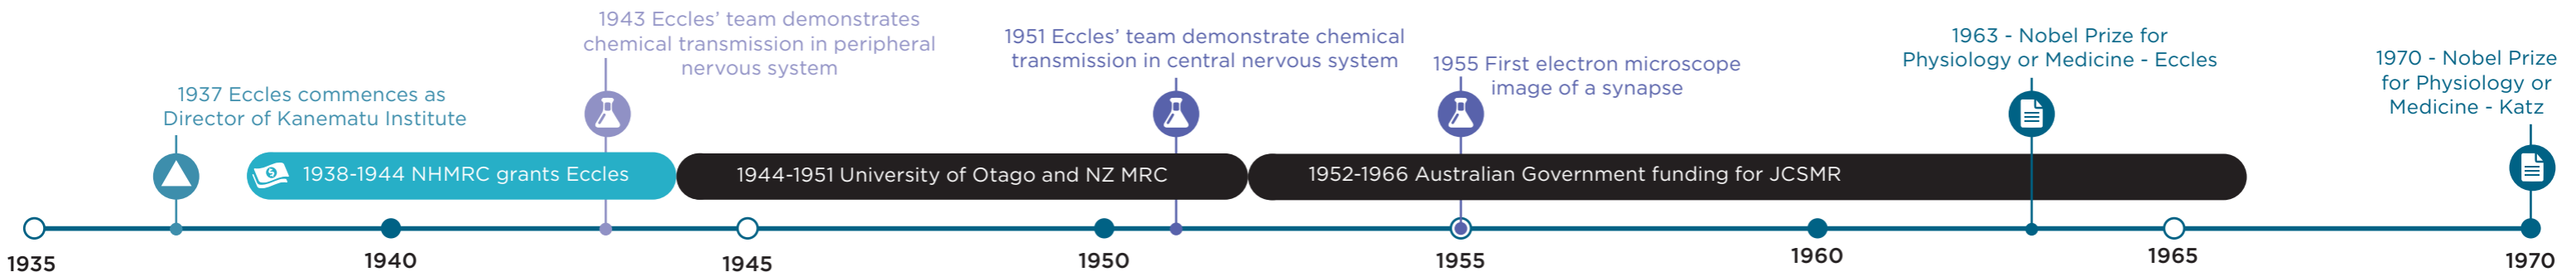 1943 Eccles’ team demonstrates
chemical transmission in peripheral
nervous system
1951 Eccles’ team demonstrate chemical
transmission in central nervous system
1955 First electron microscope
image of a synapse
1963 - Nobel Prize for
Physiology or Medicine - Eccles
1970 - Nobel Prize
for Physiology or
Medicine - Katz
1937 Eccles commences as
Director of Kanematu Institute
$
1938-1944 NHMRC grants Eccles
1944-1951 University of Otago and NZ MRC
1952-1966 Australian Government funding for JCSMR
1935
1940
1945
1950
1955
1960
1965
1970